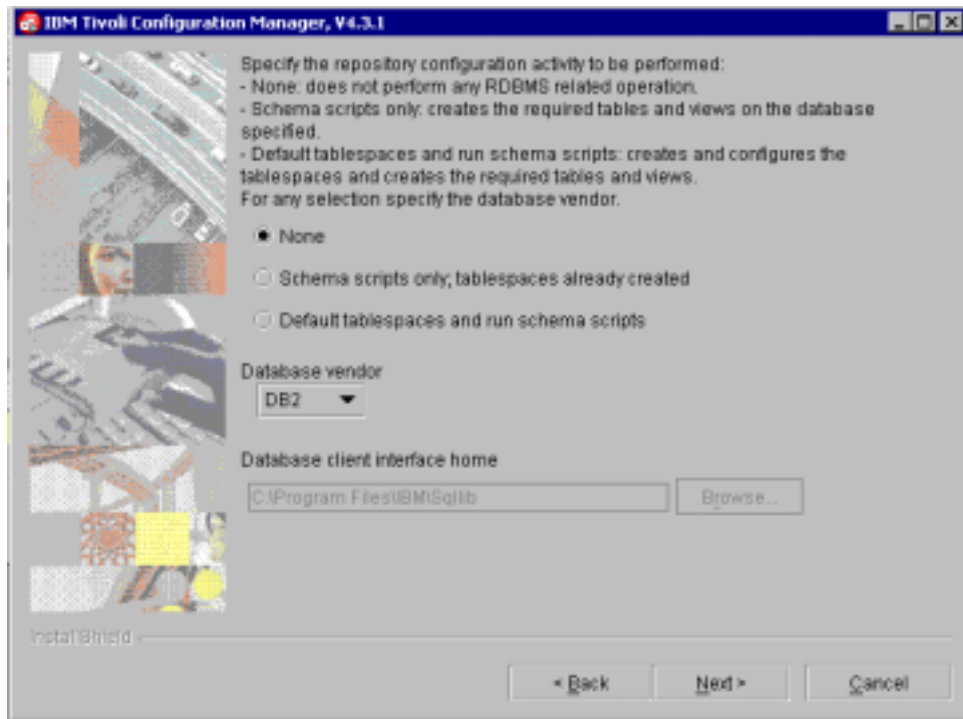 IBM Tivoli Configuration Manager, V4.3.1
Specify the repository configuration activity to be performed:
- None: does not perform any RDBMS related operation.
- Schema scripts only: creates the required tables and views on the database
specified.
- Default tablespaces and run schema scripts: creates and configures the
tablespaces and creates the required tables and views.
For any selection specify the database vendor.
None
Schema scripts only; tablespaces already created
Default tablespaces and run schema scripts
Database vendor
DB2
Database client interface home
C:\Program Files\IBM\Sqllib
Browse...
InstallShield
< Back
Next >
Cancel